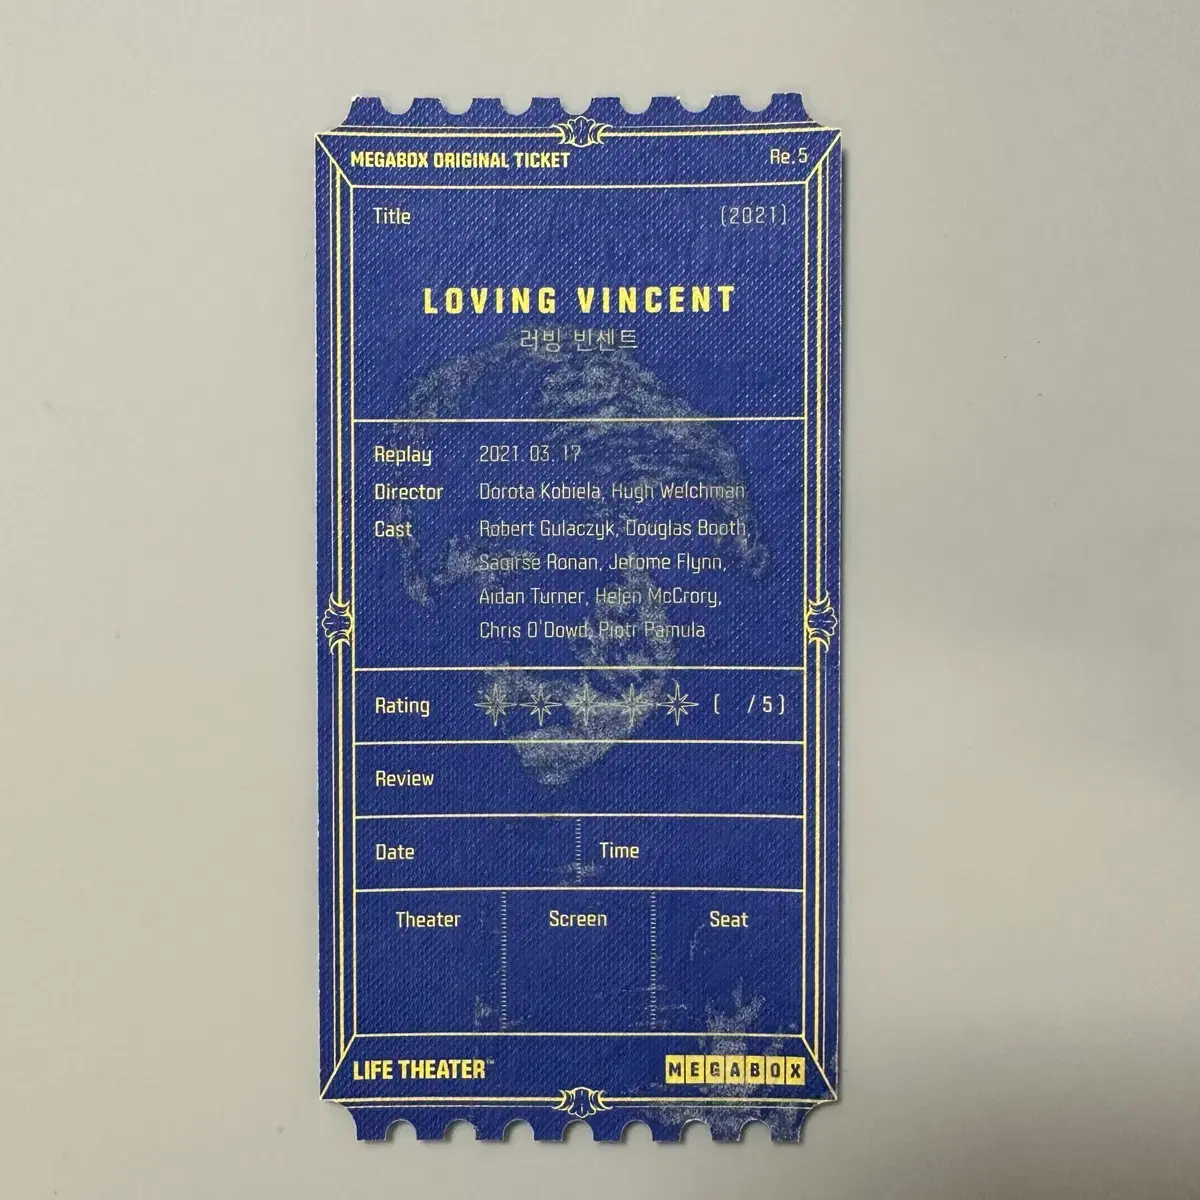 MEGABOX ORIGINAL TICKET Re.5
Title (2021)
LOVING VINCENT
러빙 빈센트
Replay 2021. 03. 17
Director Dorota Kobiela, Hugh Welchman
Cast Robert Gulaczyk, Douglas Booth,
Saoirse Ronan, Jerome Flynn,
Aidan Turner, Helen McCrory,
Chris O'Dowd, Piotr Pamula
Rating ( /5)
Review
Date Time
Theater Screen Seat
LIFE THEATER™ MEGABOX